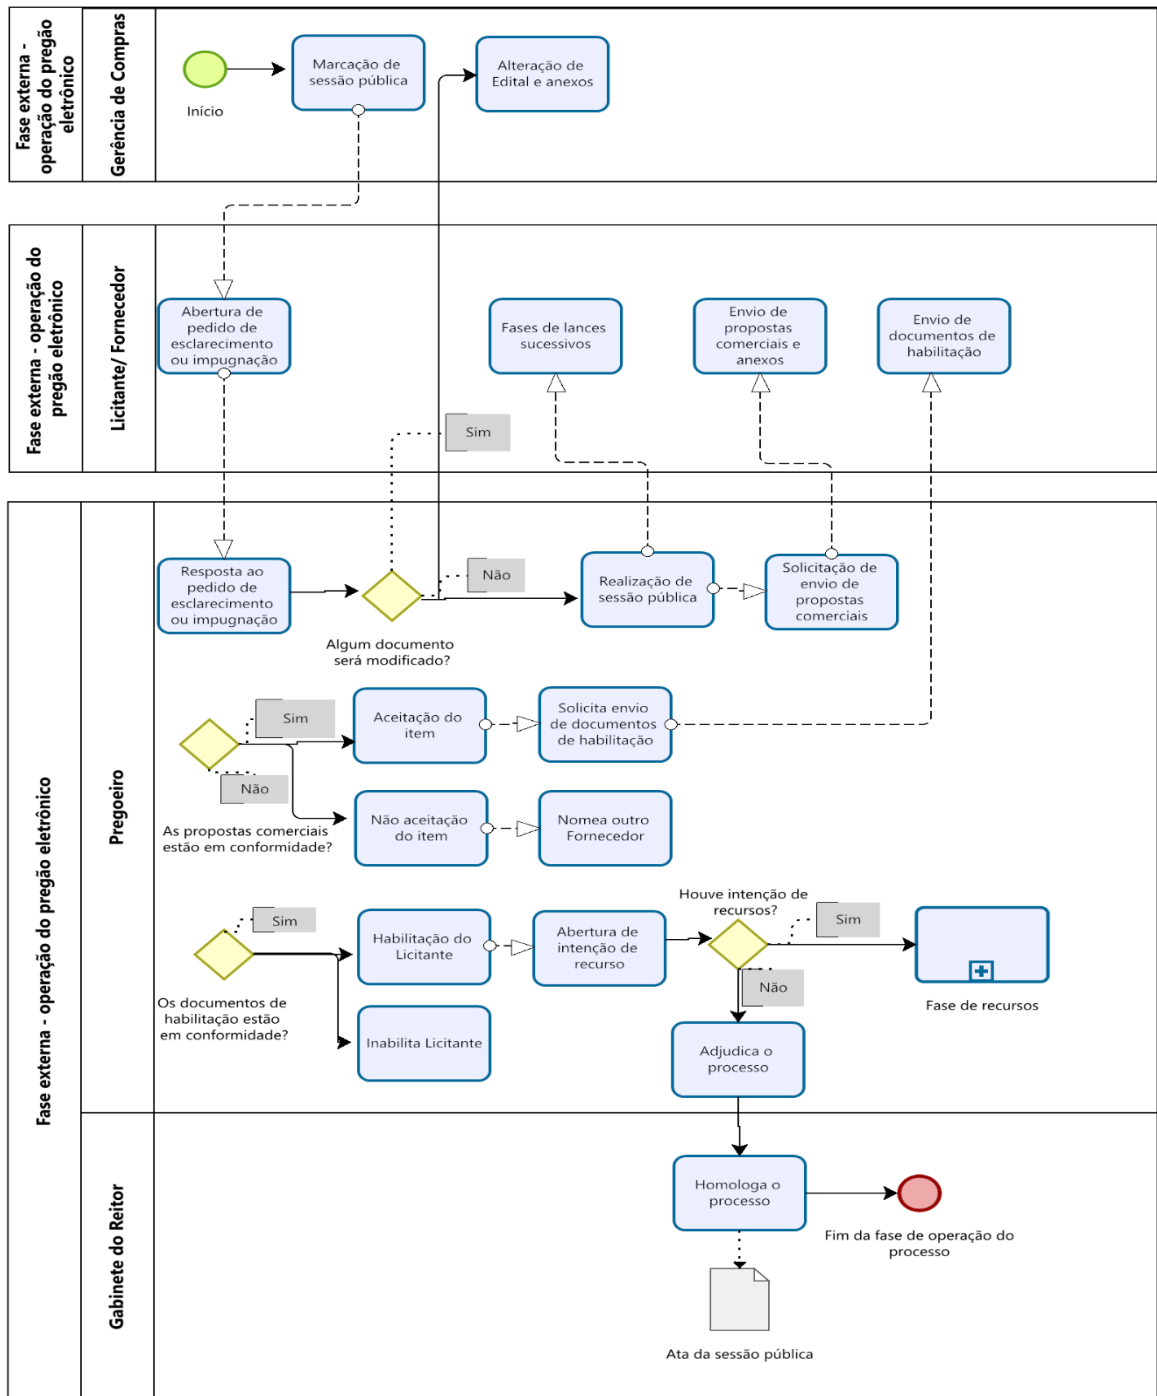 Fase externa -
operação do pregão
eletrônico
Gerência de Compras
Início
Marcação de
sessão pública
Alteração de
Edital e anexos
Fase externa - operação do
pregão eletrônico
Licitante/ Fornecedor
Abertura de
pedido de
esclarecimento
ou impugnação
Fases de lances
sucessivos
Envio de
propostas
comerciais e
anexos
Envio de
documentos de
habilitação
Sim
Fase externa - operação do pregão eletrônico
Pregoeiro
Resposta ao
pedido de
esclarecimento
ou impugnação
Algum documento
será modificado?
Não
Realização de
sessão pública
Solicitação de
envio de
propostas
comerciais
Sim
Não
As propostas comerciais
estão em conformidade?
Aceitação do
item
Solicita envio
de documentos
de habilitação
Não aceitação
do item
Nomea outro
Fornecedor
Sim
Os documentos de
habilitação estão
em conformidade?
Habilitação do
Licitante
Abertura de
intenção de
recurso
Houve intenção de
recursos?
Sim
Não
Fase de recursos
Inabilita Licitante
Adjudica o
processo
Gabinete do Reitor
Homologa o
processo
Fim da fase de operação do
processo
Ata da sessão pública